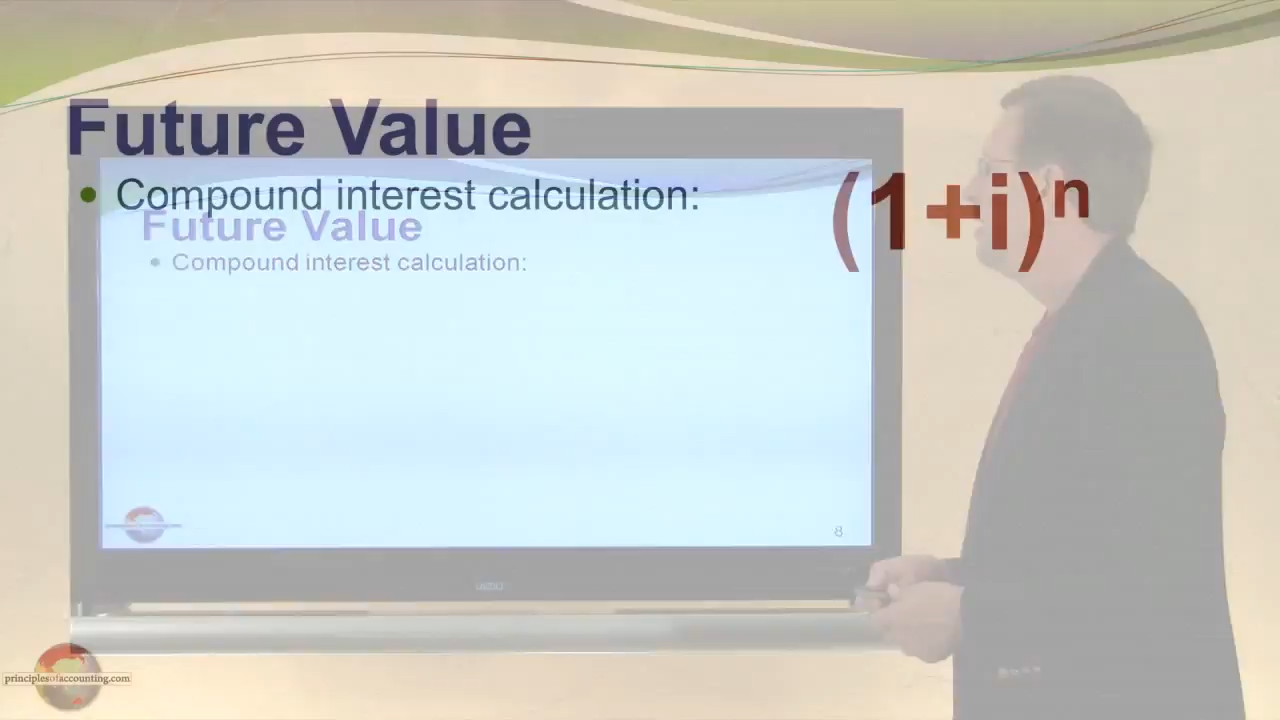 Future Value
• Compound interest calculation:
(1+i)ⁿ
Future Value
• Compound interest calculation:
8
principlesofaccounting.com